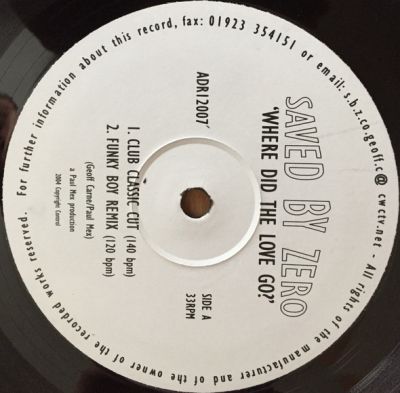 For further information about this record, fax: 01923 354151 or email: s.b.z.co.geoff.c@cwctv.net - All rights of the manufacturer and of the owner of the recorded works reserved.
SAVED BY ZERO
'WHERE DID THE LOVE GO?'
ADR12007'
SIDE A
33RPM
1. CLUB CLASSIC CUT (140 bpm)
2. FUNKY BOY REMIX (120 bpm)
(Geoff Carne/Paul Mex)
a Paul Mex production
2004 Copyright Control